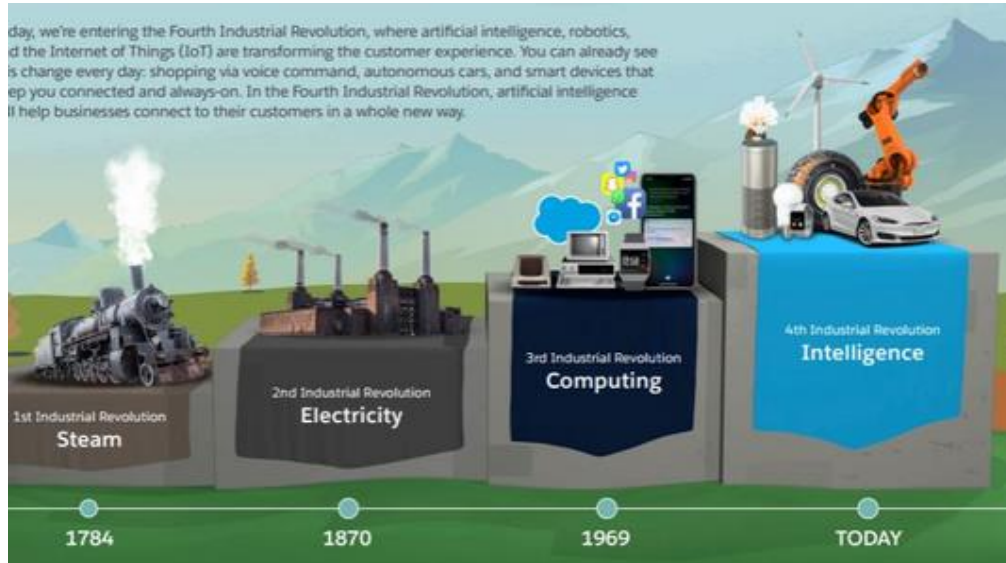 day, we're entering the Fourth Industrial Revolution, where artificial intelligence, robotics,
d the Internet of Things (IoT) are transforming the customer experience. You can already see
s change every day: shopping via voice command, autonomous cars, and smart devices that
ep you connected and always-on. In the Fourth Industrial Revolution, artificial intelligence
ll help businesses connect to their customers in a whole new way.
4th Industrial Revolution
Intelligence
3rd Industrial Revolution
Computing
2nd Industrial Revolution
Electricity
1st Industrial Revolution
Steam
1784
1870
1969
TODAY